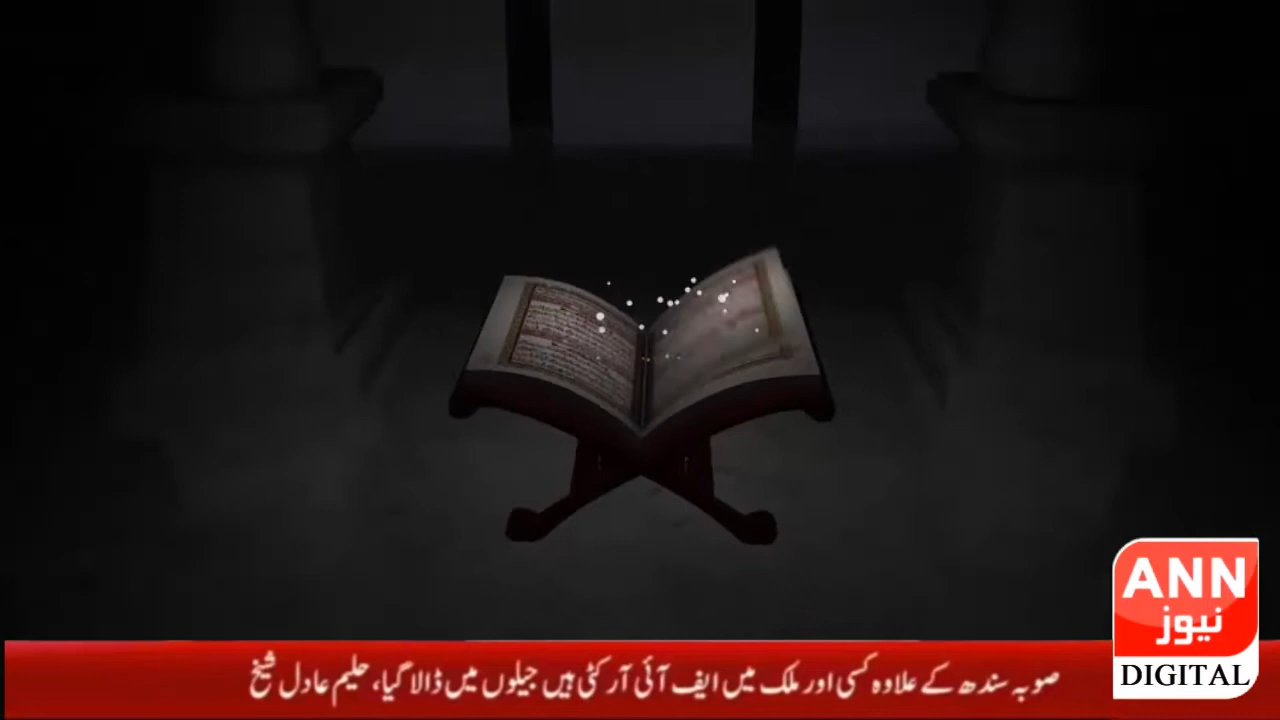 ANN
نیوز
DIGITAL
صوبہ سندھ کے علاوہ کسی اور ملک میں ایف آئی آر کٹی ہیں جیلوں میں ڈالا گیا، حلیم عادل شیخ